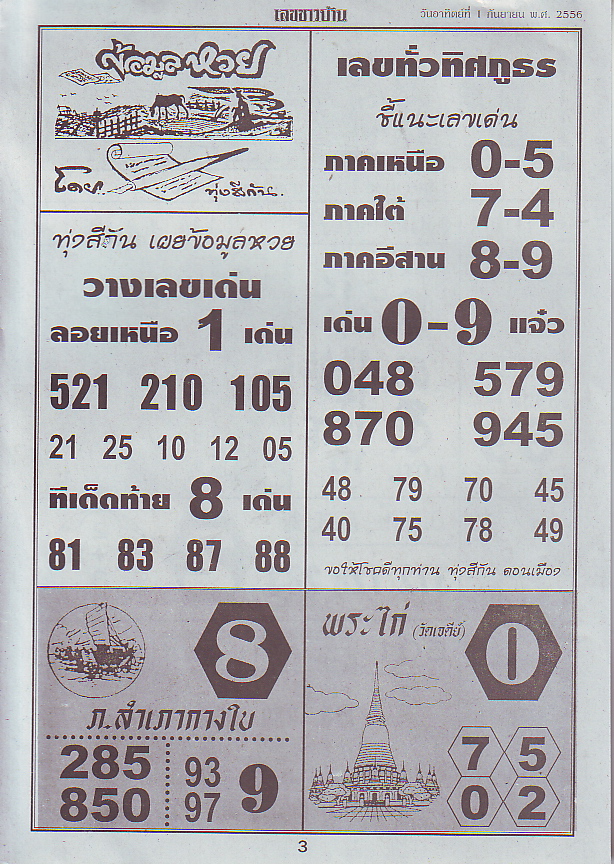 เลขชาวบ้าน
วันอาทิตย์ที่ 1 กันยายน พ.ศ. 2556
ข้อมูลหวย
โดย..
ทุ่งสีกัน.
ทุ่งสีกัน เผยข้อมูลหวย
วางเลขเด่น
ลอยเหนือ 1 เด่น
521 210 105
21 25 10 12 05
ทีเด็ดท้าย 8 เด่น
81 83 87 88
เลขทั่วทิศภูธร
ชี้แนะเลขเด่น
ภาคเหนือ 0-5
ภาคใต้ 7-4
ภาคอีสาน 8-9
เด่น 0-9 แจ๋ว
048 579
870 945
48 79 70 45
40 75 78 49
ขอให้โชคดีทุกท่าน ทุ่งสีกัน ดอนเมือง
8
ภ.สำเภากางใบ
285 93 9
850 97
พระไก่ (วัดเจดีย์) 0
7 5
0 2
3